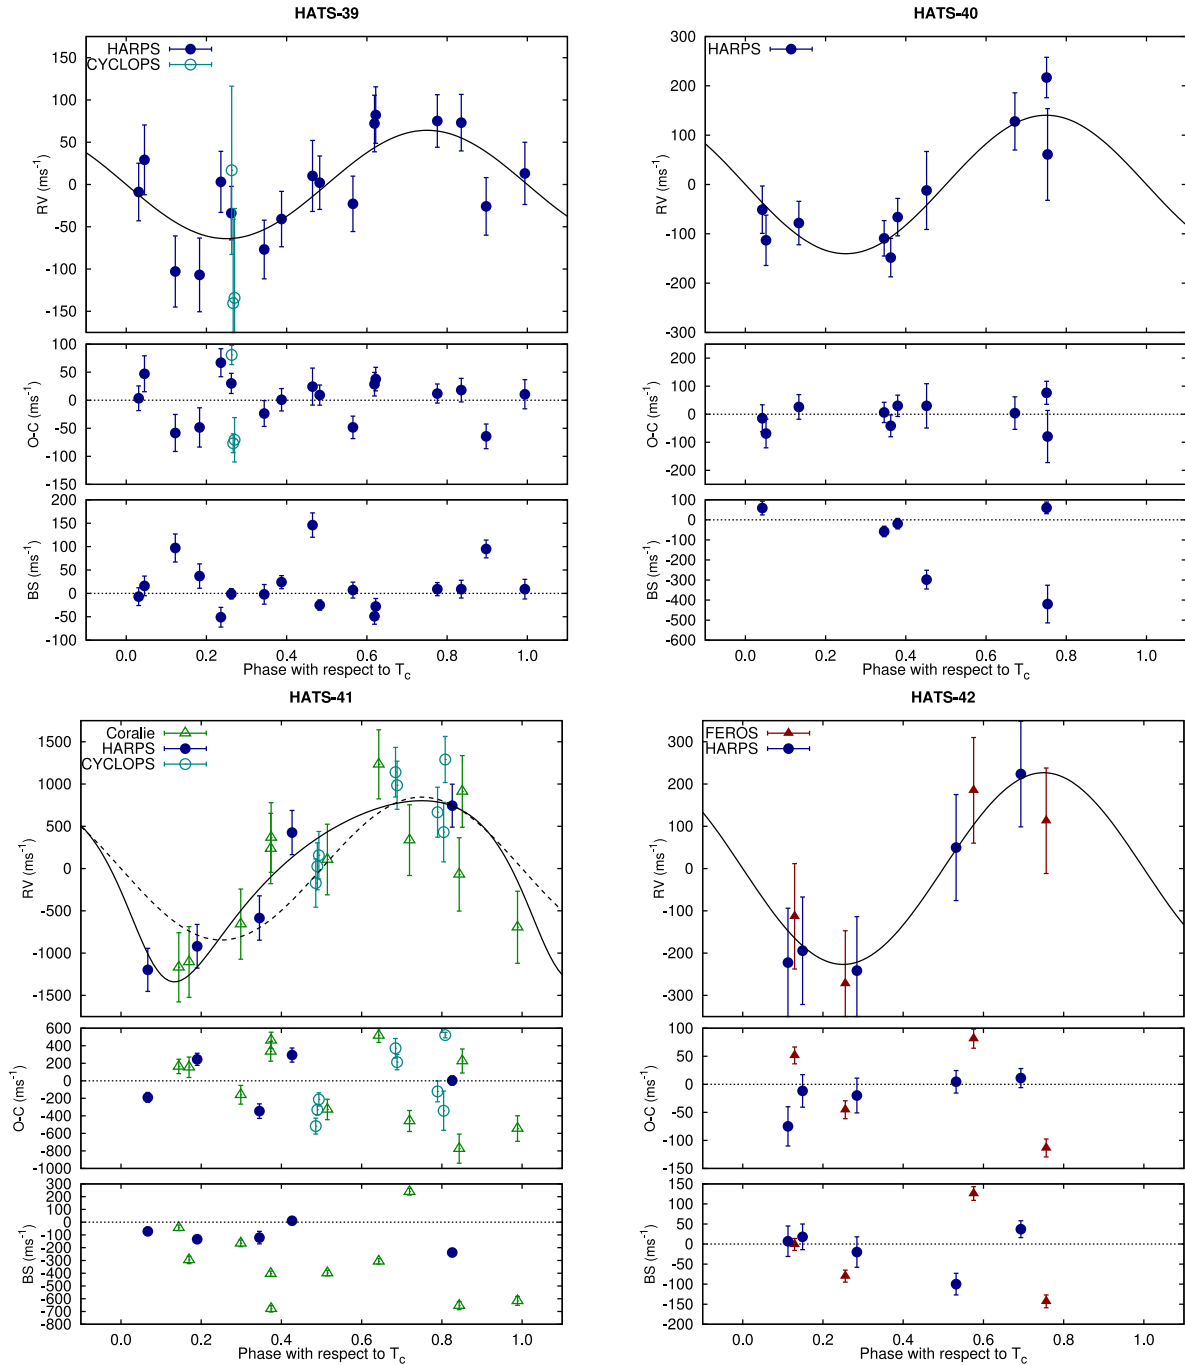 HATS-39
HARPS
CYCLOPS
RV (ms-1)
100
50
0
-50
-100
-150
O-C (ms-1)
100
50
0
-50
-100
-150
BS (ms-1)
200
150
100
50
0
-50
-100
0.0 0.2 0.4 0.6 0.8 1.0
Phase with respect to Tc
HATS-40
HARPS
RV (ms-1)
300
200
100
0
-100
-200
-300
O-C (ms-1)
200
100
0
-100
-200
BS (ms-1)
100
0
-100
-200
-300
-400
-500
-600
0.0 0.2 0.4 0.6 0.8 1.0
Phase with respect to Tc
HATS-41
Coralie
HARPS
CYCLOPS
RV (ms-1)
1500
1000
500
0
-500
-1000
-1500
O-C (ms-1)
600
400
200
0
-200
-400
-600
-800
-1000
BS (ms-1)
300
200
100
0
-100
-200
-300
-400
-500
-600
-700
-800
0.0 0.2 0.4 0.6 0.8 1.0
Phase with respect to Tc
HATS-42
FEROS
HARPS
RV (ms-1)
300
200
100
0
-100
-200
-300
O-C (ms-1)
100
50
0
-50
-100
-150
BS (ms-1)
150
100
50
0
-50
-100
-150
-200
0.0 0.2 0.4 0.6 0.8 1.0
Phase with respect to Tc